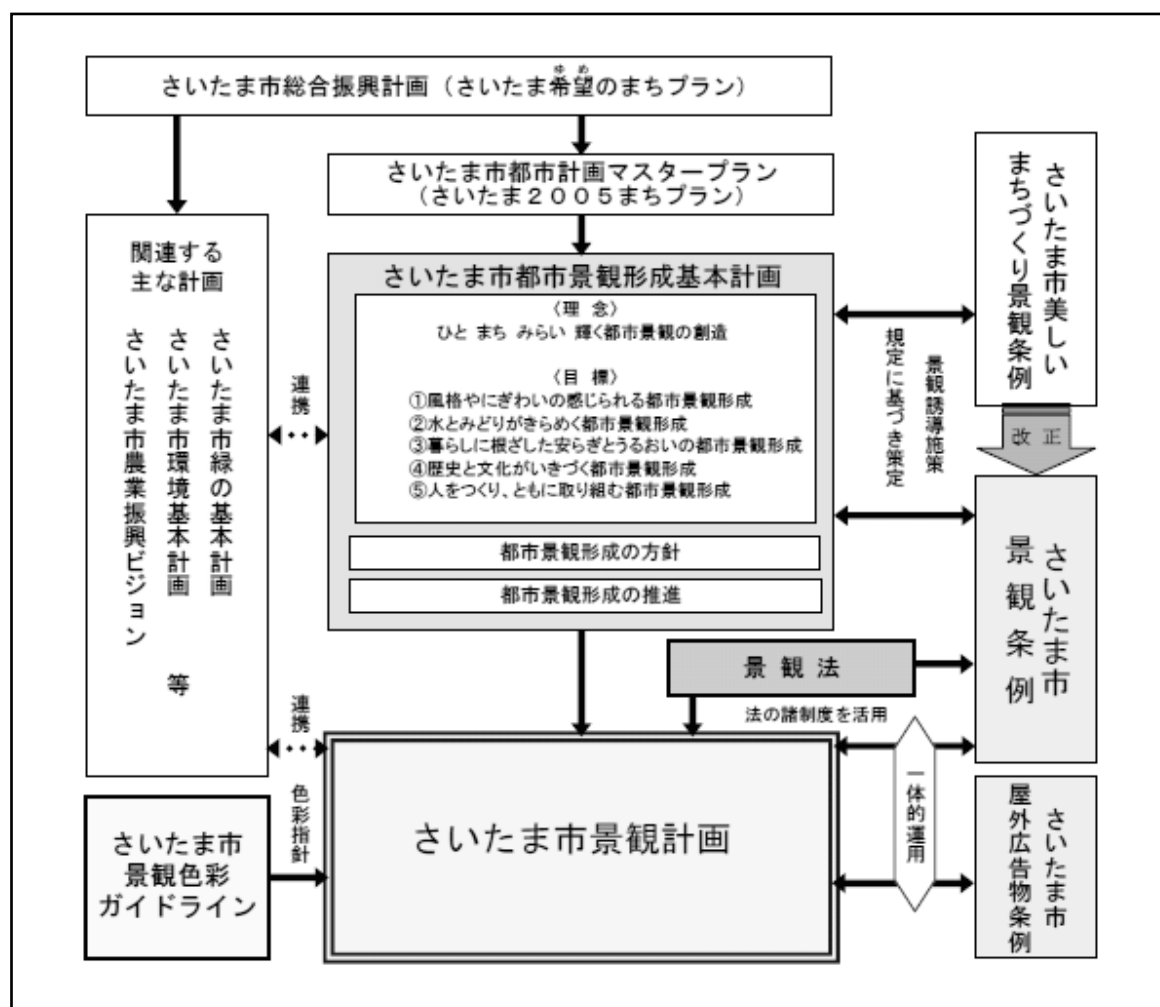 さいたま市総合振興計画（さいたま希望のまちプラン）
ゆめ
さいたま市都市計画マスタープラン
（さいたま２００５まちプラン）
関連する
主な計画
さいたま市緑の基本計画
さいたま市環境基本計画　等
さいたま市農業振興ビジョン
連携
さいたま市都市景観形成基本計画
〈理 念〉
ひと まち みらい 輝く都市景観の創造
〈目 標〉
①風格やにぎわいの感じられる都市景観形成
②水とみどりがきらめく都市景観形成
③暮らしに根ざした安らぎとうるおいの都市景観形成
④歴史と文化がいきづく都市景観形成
⑤人をつくり、ともに取り組む都市景観形成
都市景観形成の方針
都市景観形成の推進
景観誘導施策
規定に基づき策定
さいたま市美しい
まちづくり景観条例
改正
さいたま市
景観条例
景観法
法の諸制度を活用
連携
色彩指針
さいたま市
景観色彩
ガイドライン
さいたま市景観計画
一体的運用
さいたま市
屋外広告物条例